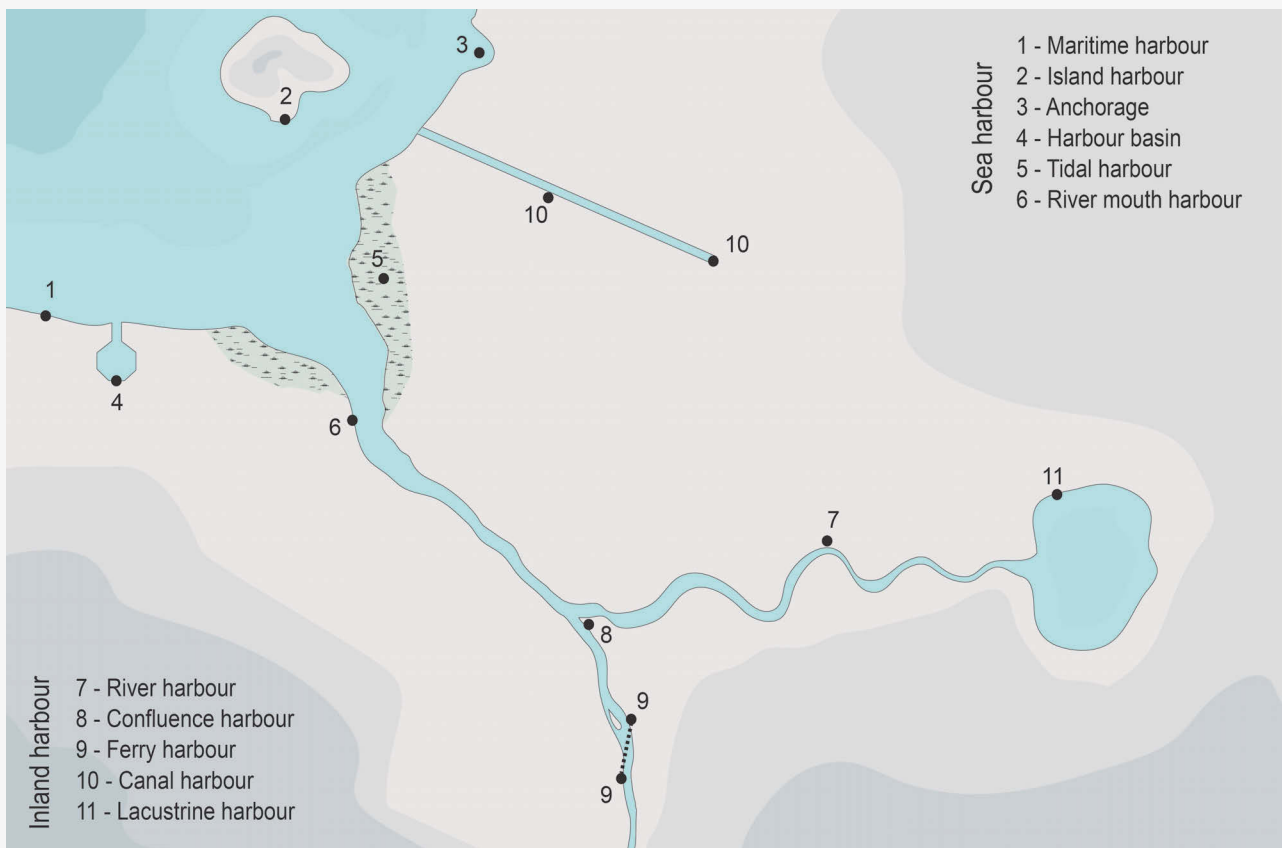 Sea harbour
1 - Maritime harbour
2 - Island harbour
3 - Anchorage
4 - Harbour basin
5 - Tidal harbour
6 - River mouth harbour
3
2
10
10
5
1
4
6
11
7
8
9
9
Inland harbour
7 - River harbour
8 - Confluence harbour
9 - Ferry harbour
10 - Canal harbour
11 - Lacustrine harbour